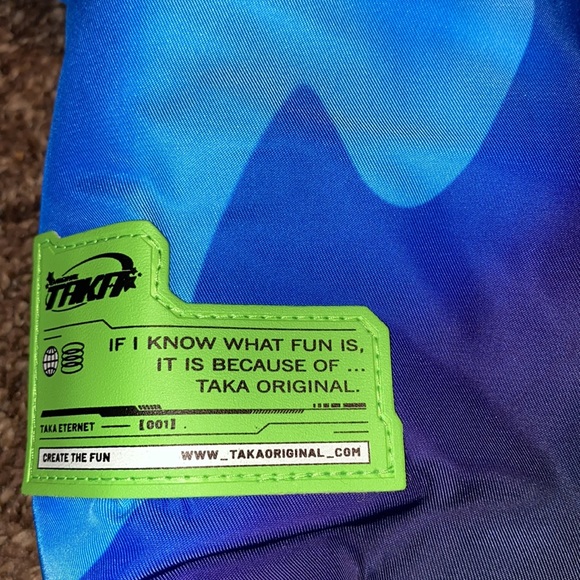 TAKA
IF I KNOW WHAT FUN IS,
IT IS BECAUSE OF ...
TAKA ORIGINAL.
TAKA ETERNET [001] .
CREATE THE FUN WWW_TAKAORIGINAL_COM